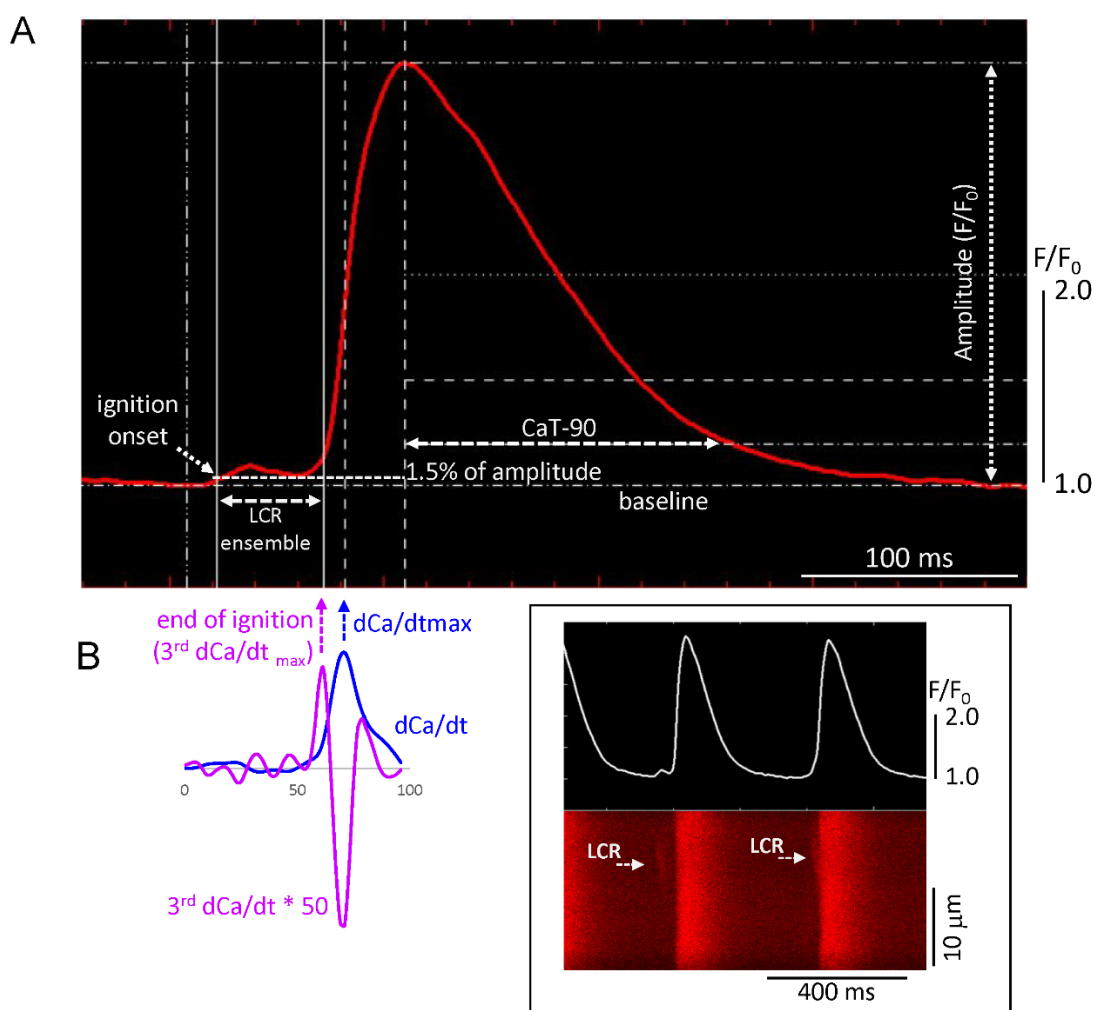 A
ignition
onset
LCR
ensemble
CaT-90
1.5% of amplitude
baseline
Amplitude (F/F₀)
F/F₀
2.0
1.0
100 ms
B
end of ignition
(3ʳᵈ dCa/dt ₘₐₓ)
dCa/dtmax
dCa/dt
0
50
100
3ʳᵈ dCa/dt * 50
F/F₀
2.0
1.0
LCR
LCR
10 µm
400 ms